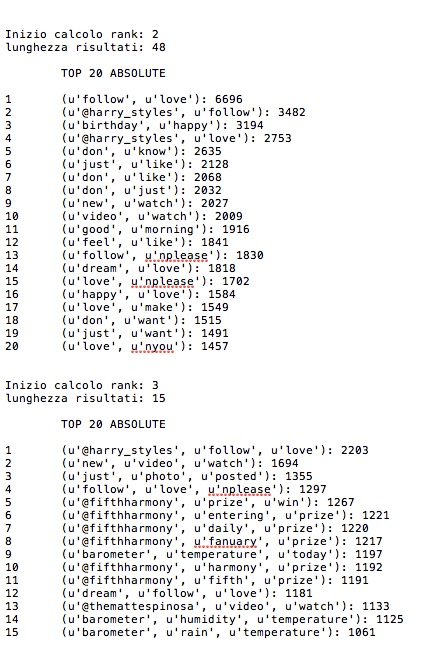 Inizio calcolo rank: 2
lunghezza risultati: 48
TOP 20 ABSOLUTE
1 (u'follow', u'love'): 6696
2 (u'@harry_styles', u'follow'): 3482
3 (u'birthday', u'happy'): 3194
4 (u'@harry_styles', u'love'): 2753
5 (u'don', u'know'): 2635
6 (u'just', u'like'): 2128
7 (u'don', u'like'): 2068
8 (u'don', u'just'): 2032
9 (u'new', u'watch'): 2027
10 (u'video', u'watch'): 2009
11 (u'good', u'morning'): 1916
12 (u'feel', u'like'): 1841
13 (u'follow', u'nplease'): 1830
14 (u'dream', u'love'): 1818
15 (u'love', u'nplease'): 1702
16 (u'happy', u'love'): 1584
17 (u'love', u'make'): 1549
18 (u'don', u'want'): 1515
19 (u'just', u'want'): 1491
20 (u'love', u'nyou'): 1457
Inizio calcolo rank: 3
lunghezza risultati: 15
TOP 20 ABSOLUTE
1 (u'@harry_styles', u'follow', u'love'): 2203
2 (u'new', u'video', u'watch'): 1694
3 (u'just', u'photo', u'posted'): 1355
4 (u'follow', u'love', u'nplease'): 1297
5 (u'@fifthharmony', u'prize', u'win'): 1267
6 (u'@fifthharmony', u'entering', u'prize'): 1221
7 (u'@fifthharmony', u'daily', u'prize'): 1220
8 (u'@fifthharmony', u'fanuary', u'prize'): 1217
9 (u'barometer', u'temperature', u'today'): 1197
10 (u'@fifthharmony', u'harmony', u'prize'): 1192
11 (u'@fifthharmony', u'fifth', u'prize'): 1191
12 (u'dream', u'follow', u'love'): 1181
13 (u'@themattespinosa', u'video', u'watch'): 1133
14 (u'barometer', u'humidity', u'temperature'): 1125
15 (u'barometer', u'rain', u'temperature'): 1061